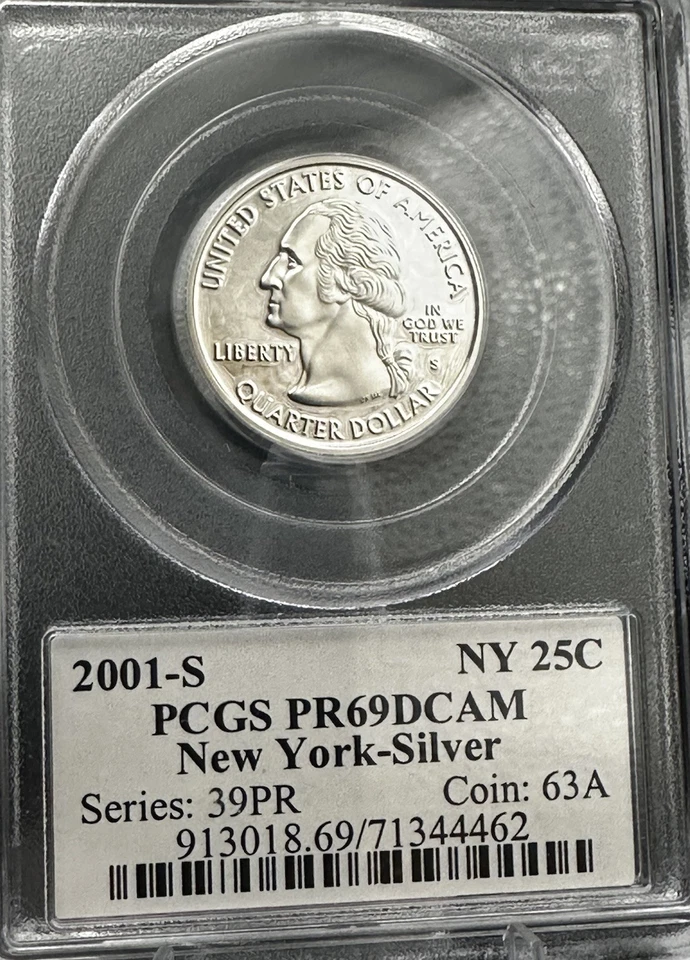 UNITED STATES OF AMERICA
IN
GOD WE
TRUST
LIBERTY
S
QUARTER DOLLAR
2001-S NY 25C
PCGS PR69DCAM
New York-Silver
Series: 39PR Coin: 63A
913018.69/71344462